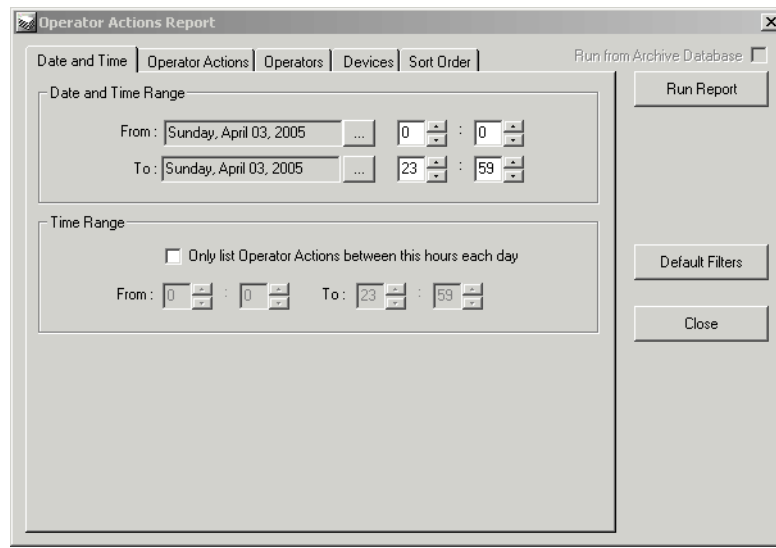 Operator Actions Report
Date and Time Operator Actions Operators Devices Sort Order Run from Archive Database
Date and Time Range
From : Sunday, April 03, 2005 ... 0 : 0
To : Sunday, April 03, 2005 ... 23 : 59
Run Report
Time Range
Only list Operator Actions between this hours each day
From : 0 : 0 To : 23 : 59
Default Filters
Close